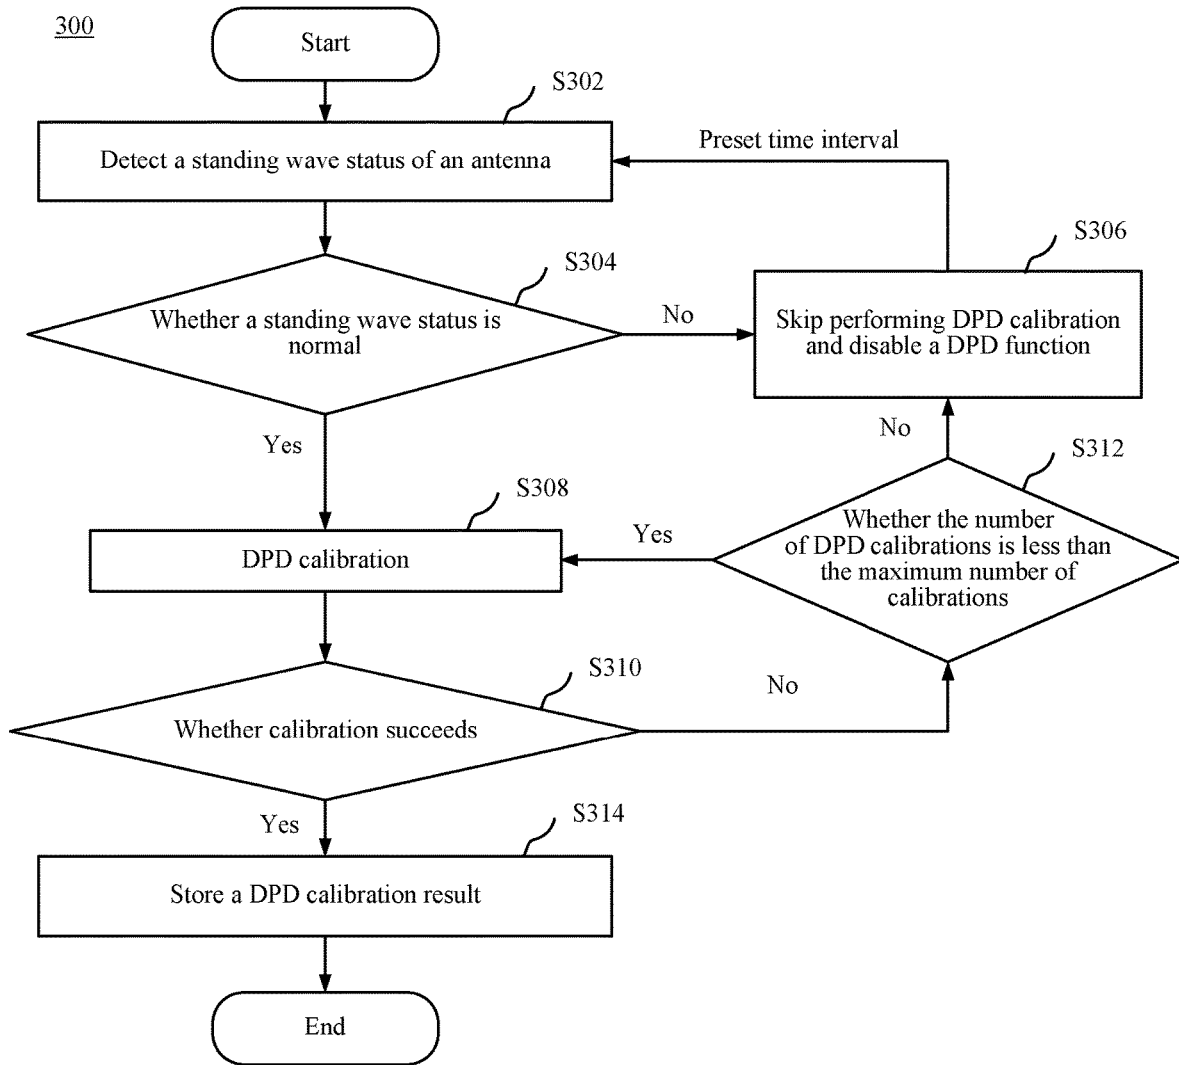 300
Start
S302
Detect a standing wave status of an antenna
Preset time interval
S304
Whether a standing wave status is
normal
No
S306
Skip performing DPD calibration
and disable a DPD function
Yes
No
S308
DPD calibration
Yes
S312
Whether the number
of DPD calibrations is less than
the maximum number of
calibrations
S310
Whether calibration succeeds
No
Yes
S314
Store a DPD calibration result
End